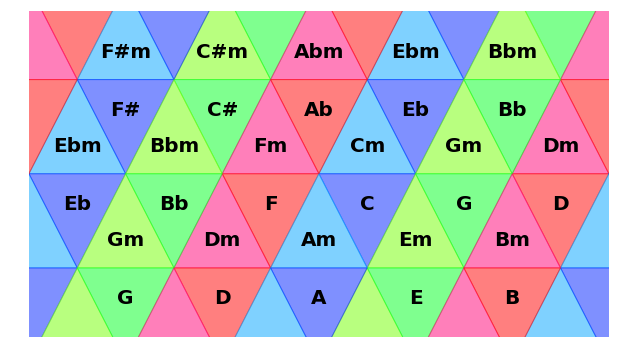 F#m C#m Abm Ebm Bbm
F# C# Ab Eb Bb
Ebm Bbm Fm Cm Gm Dm
Eb Bb F C G D
Gm Dm Am Em Bm
G D A E B